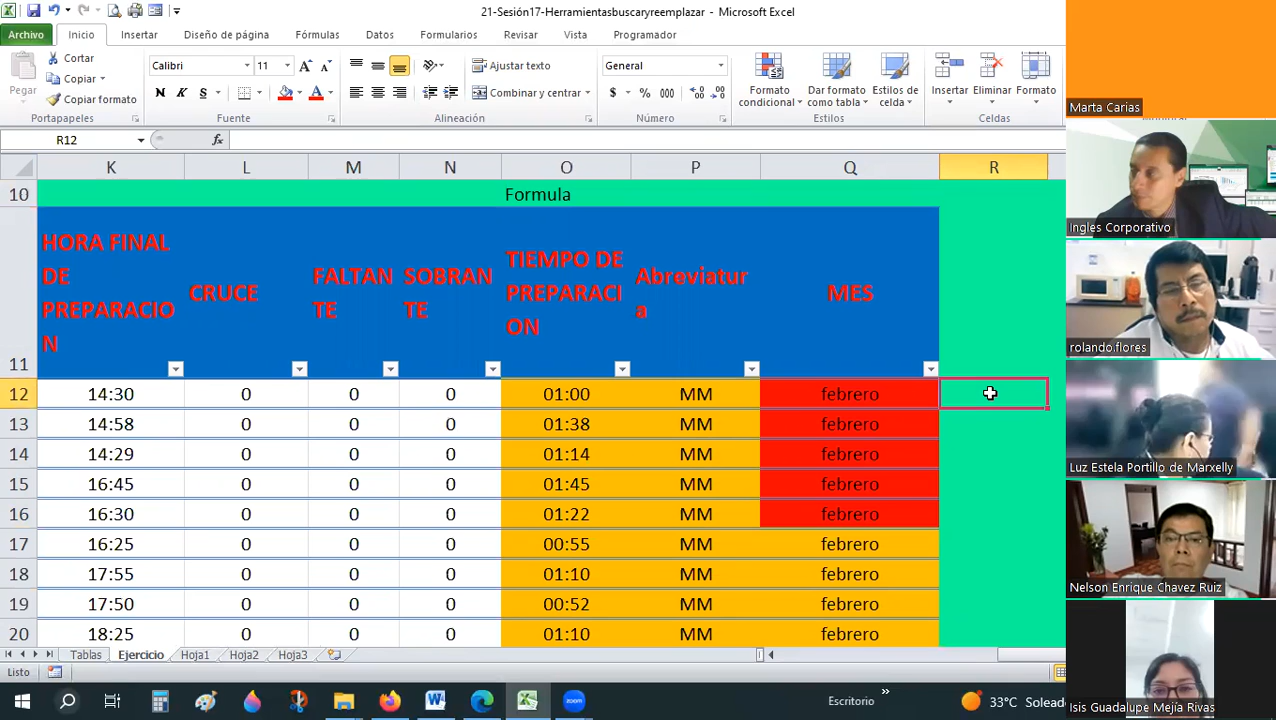 21-Sesión17-Herramientasbuscaryreemplazar - Microsoft Excel
Archivo Inicio Insertar Diseño de página Fórmulas Datos Formularios Revisar Vista Programador
Pegar
Cortar
Copiar
Copiar formato
Portapapeles
Calibri 11
N K S
Fuente
Ajustar texto
Combinar y centrar
Alineación
General
$ % 000
Número
Formato condicional
Dar formato como tabla
Estilos de celda
Estilos
Insertar Eliminar Formato
Celdas
R12 fx
K L M N O P Q R
10 Formula
11 HORA FINAL DE PREPARACION CRUCE FALTANTE SOBRANTE TIEMPO DE PREPARACION Abreviatura MES
12 14:30 0 0 0 01:00 MM febrero
13 14:58 0 0 0 01:38 MM febrero
14 14:29 0 0 0 01:14 MM febrero
15 16:45 0 0 0 01:45 MM febrero
16 16:30 0 0 0 01:22 MM febrero
17 16:25 0 0 0 00:55 MM febrero
18 17:55 0 0 0 01:10 MM febrero
19 17:50 0 0 0 00:52 MM febrero
20 18:25 0 0 0 01:10 MM febrero
Tablas Ejercicio Hoja1 Hoja2 Hoja3
Listo
Escritorio
33°C Soleado
Marta Carias
Ingles Corporativo
rolando.flores
Luz Estela Portillo de Marxelly
Nelson Enrique Chavez Ruiz
Isis Guadalupe Mejía Rivas